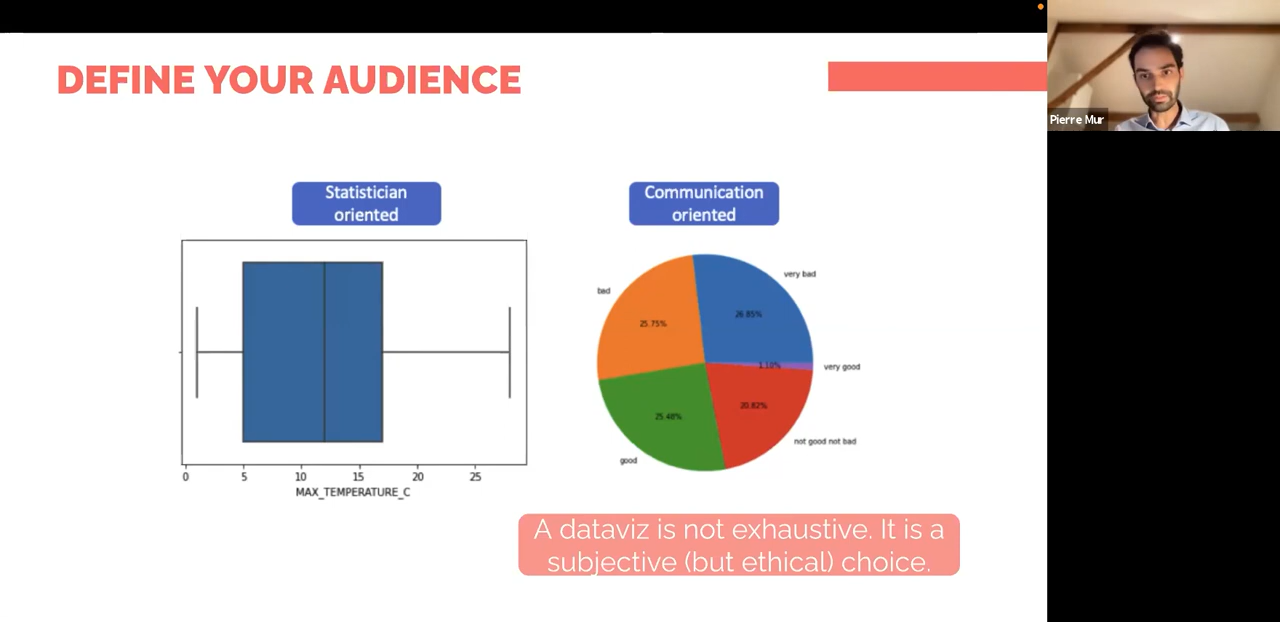 DEFINE YOUR AUDIENCE
Pierre Mur
Statistician
oriented
Communication
oriented
0
5
10
15
20
25
MAX_TEMPERATURE_C
very bad
26.85%
bad
25.75%
very good
1.10%
25.48%
20.82%
not good not bad
good
A dataviz is not exhaustive. It is a
subjective (but ethical) choice.